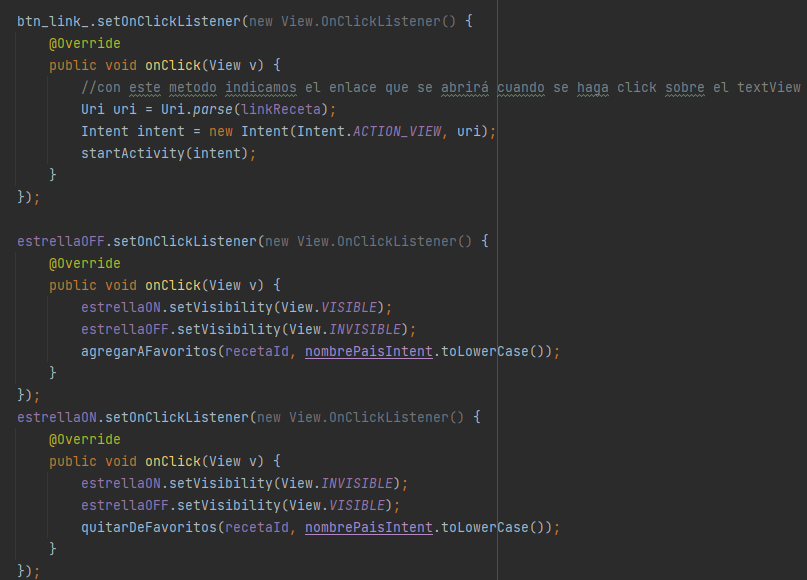 btn_link_.setOnClickListener(new View.OnClickListener() {
    @Override
    public void onClick(View v) {
        //con este metodo indicamos el enlace que se abrirá cuando se haga click sobre el textView
        Uri uri = Uri.parse(linkReceta);
        Intent intent = new Intent(Intent.ACTION_VIEW, uri);
        startActivity(intent);
    }
});

estrellaOFF.setOnClickListener(new View.OnClickListener() {
    @Override
    public void onClick(View v) {
        estrellaON.setVisibility(View.VISIBLE);
        estrellaOFF.setVisibility(View.INVISIBLE);
        agregarAFavoritos(recetaId, nombrePaisIntent.toLowerCase());
    }
});
estrellaON.setOnClickListener(new View.OnClickListener() {
    @Override
    public void onClick(View v) {
        estrellaON.setVisibility(View.INVISIBLE);
        estrellaOFF.setVisibility(View.VISIBLE);
        quitarDeFavoritos(recetaId, nombrePaisIntent.toLowerCase());
    }
});